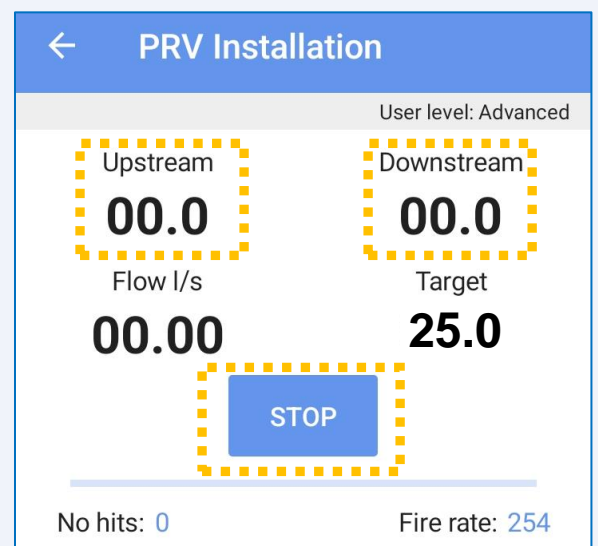 PRV Installation
User level: Advanced
Upstream Downstream
00.0 00.0
Flow l/s Target
00.00 25.0
STOP
No hits: 0 Fire rate: 254